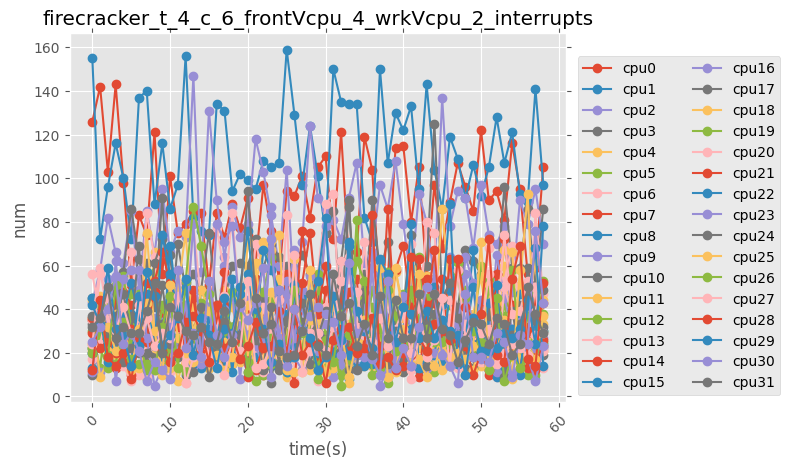 firecracker_t_4_c_6_frontVcpu_4_wrkVcpu_2_interrupts
160
140
120
100
80
60
40
20
0
num
0
10
20
30
40
50
60
time(s)
cpu0
cpu1
cpu2
cpu3
cpu4
cpu5
cpu6
cpu7
cpu8
cpu9
cpu10
cpu11
cpu12
cpu13
cpu14
cpu15
cpu16
cpu17
cpu18
cpu19
cpu20
cpu21
cpu22
cpu23
cpu24
cpu25
cpu26
cpu27
cpu28
cpu29
cpu30
cpu31